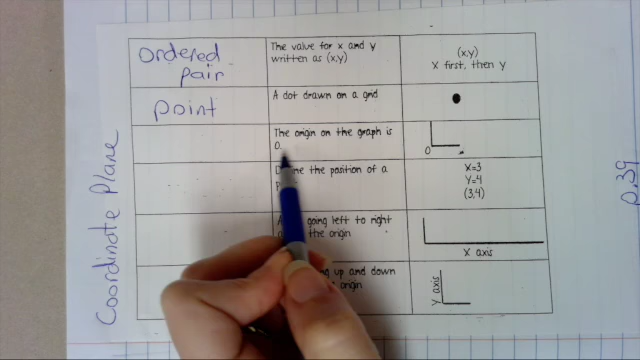 Coordinate Plane
Ordered pair
The value for x and y
written as (x,y)
(x,y)
X first, then y
point
A dot drawn on a grid
The origin on the graph is
0.
0
the position of a
X=3
Y=4
(3,4)
going left to right
the origin
X axis
up and down
origin
Y axis
p.39